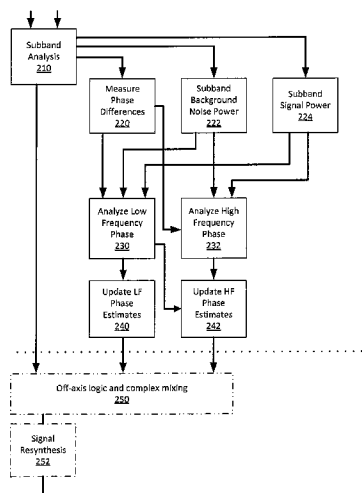 Subband
Analysis
210
Measure
Phase
Differences
220
Subband
Background
Noise Power
222
Subband
Signal Power
224
Analyze Low
Frequency
Phase
230
Analyze High
Frequency
Phase
232
Update LF
Phase
Estimates
240
Update HF
Phase
Estimates
242
Off-axis logic and complex mixing
250
Signal
Resynthesis
252